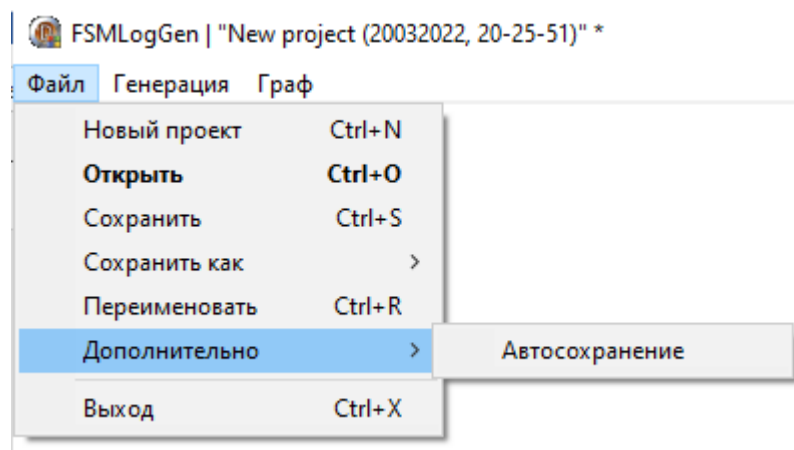 FSMLogGen | "New project (20032022, 20-25-51)" *
Файл Генерация Граф
Новый проект Ctrl+N
Открыть Ctrl+O
Сохранить Ctrl+S
Сохранить как >
Переименовать Ctrl+R
Дополнительно > Автосохранение
Выход Ctrl+X